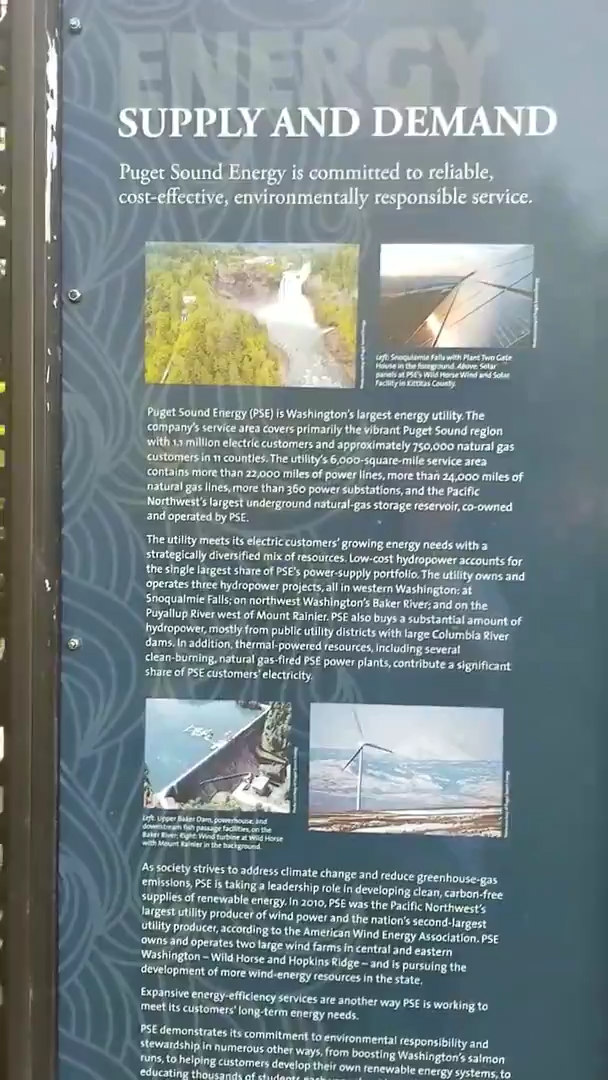 ENERGY
SUPPLY AND DEMAND
Puget Sound Energy is committed to reliable,
cost-effective, environmentally responsible service.
Left: Snoqualmie Falls with Plant Two Gate
House in the foreground. Above: Solar
panels at PSE's Wild Horse Wind and Solar
Facility in Kittitas County.
Puget Sound Energy (PSE) is Washington's largest energy utility. The
company's service area covers primarily the vibrant Puget Sound region
with 1.1 million electric customers and approximately 750,000 natural gas
customers in 11 counties. The utility's 6,000-square-mile service area
contains more than 22,000 miles of power lines, more than 24,000 miles of
natural gas lines, more than 360 power substations, and the Pacific
Northwest's largest underground natural-gas storage reservoir, co-owned
and operated by PSE.
The utility meets its electric customers' growing energy needs with a
strategically diversified mix of resources. Low-cost hydropower accounts for
the single largest share of PSE's power-supply portfolio. The utility owns and
operates three hydropower projects, all in western Washington: at
Snoqualmie Falls; on northwest Washington's Baker River; and on the
Puyallup River west of Mount Rainier. PSE also buys a substantial amount of
hydropower, mostly from public utility districts with large Columbia River
dams. In addition, thermal-powered resources, including several
clean-burning, natural gas-fired PSE power plants, contribute a significant
share of PSE customers' electricity.
Left: Upper Baker Dam, powerhouse, and
downstream fish passage facilities, on the
Baker River; Right: Wind turbine at Wild Horse
with Mount Rainier in the background.
As society strives to address climate change and reduce greenhouse-gas
emissions, PSE is taking a leadership role in developing clean, carbon-free
supplies of renewable energy. In 2010, PSE was the Pacific Northwest's
largest utility producer of wind power and the nation's second-largest
utility producer, according to the American Wind Energy Association. PSE
owns and operates two large wind farms in central and eastern
Washington – Wild Horse and Hopkins Ridge – and is pursuing the
development of more wind-energy resources in the state.
Expansive energy-efficiency services are another way PSE is working to
meet its customers' long-term energy needs.
PSE demonstrates its commitment to environmental responsibility and
stewardship in numerous other ways, from boosting Washington's salmon
runs, to helping customers develop their own renewable energy systems, to
educating thousands of students